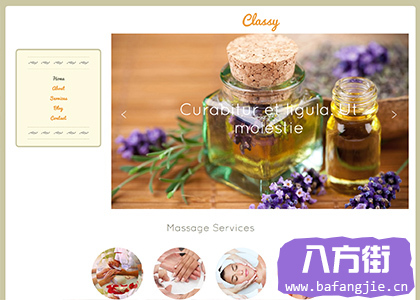 Classy
Home
About
Services
Blog
Contact
Curabitur et ligula. Ut
molestie
Massage Services
八方街
www.bafangjie.cn